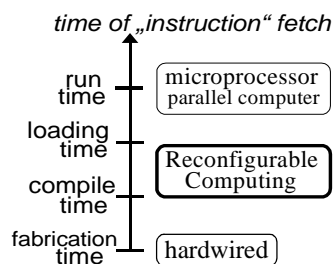 time of „instruction“ fetch
run
time
microprocessor
parallel computer
loading
time
Reconfigurable
Computing
compile
time
fabrication
time
hardwired